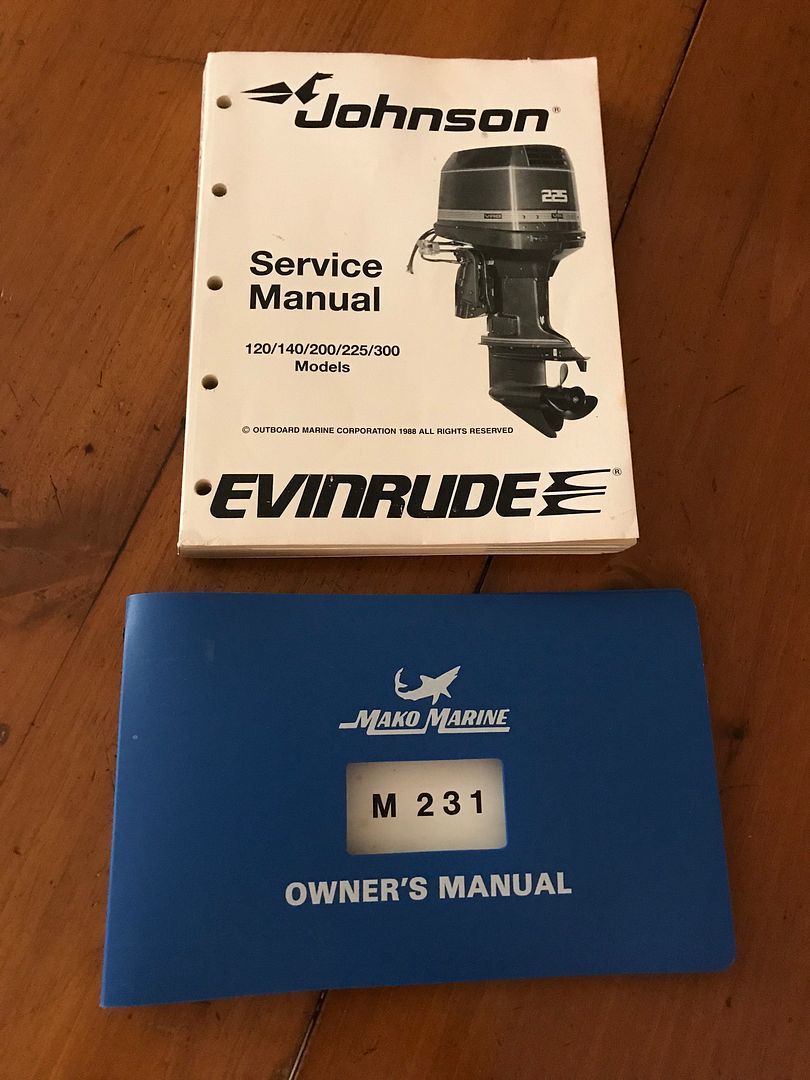 Johnson®
225
Service
Manual
120/140/200/225/300
Models
© OUTBOARD MARINE CORPORATION 1988 ALL RIGHTS RESERVED
EVINRUDE®
MAKO MARINE
M 231
OWNER'S MANUAL